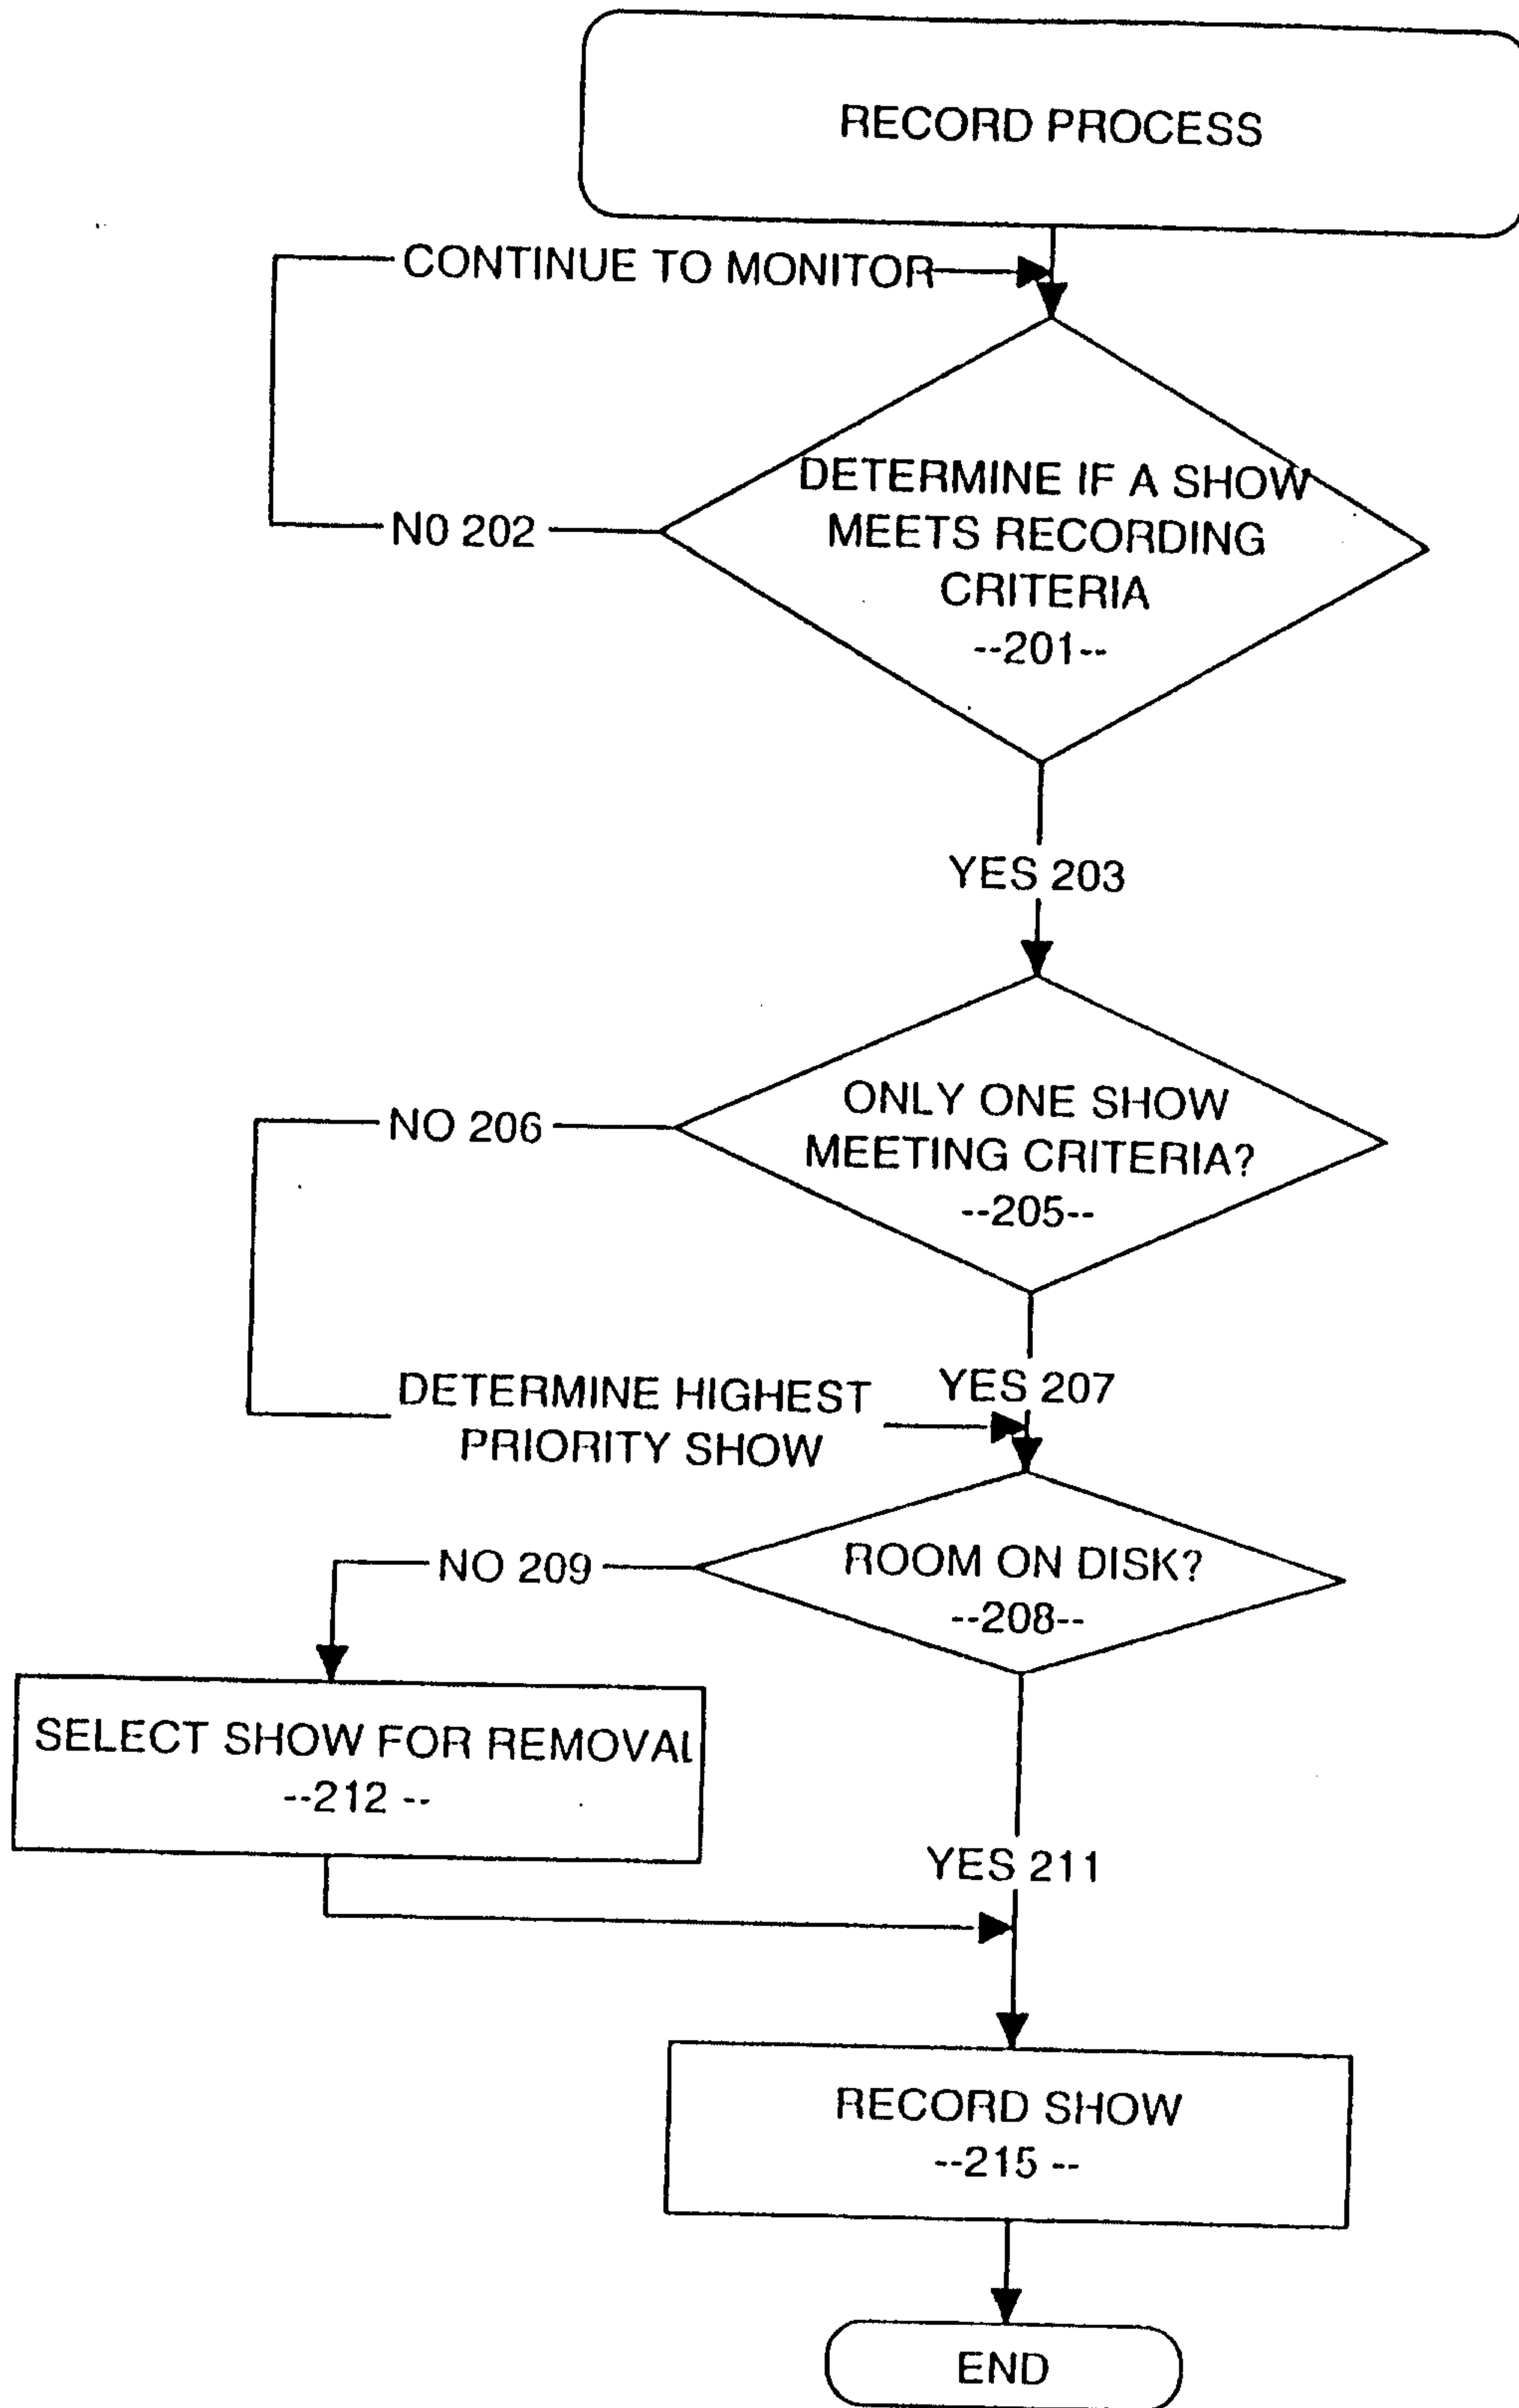 RECORD PROCESS
CONTINUE TO MONITOR
DETERMINE IF A SHOW
MEETS RECORDING
CRITERIA
--201--
N0 202
YES 203
ONLY ONE SHOW
MEETING CRITERIA?
--205--
NO 206
YES 207
DETERMINE HIGHEST
PRIORITY SHOW
ROOM ON DISK?
--208--
NO 209
SELECT SHOW FOR REMOVAL
--212 --
YES 211
RECORD SHOW
--215 --
END